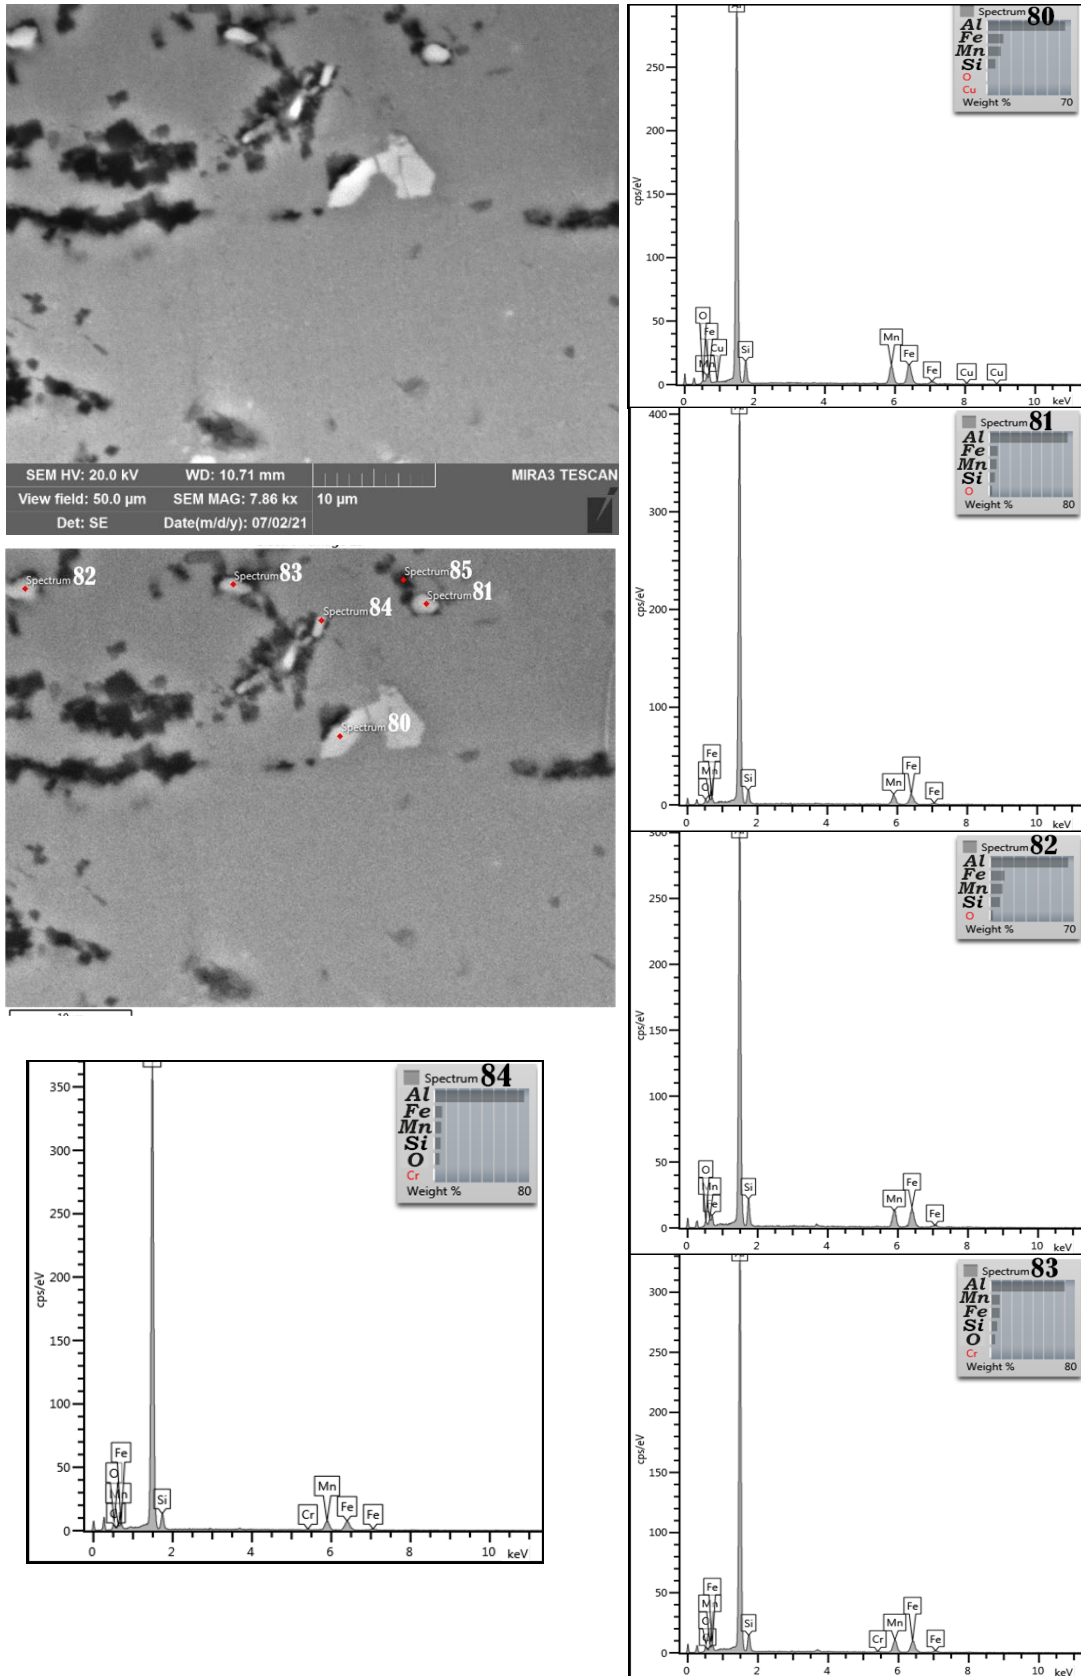 SEM HV: 20.0 kV WD: 10.71 mm MIRA3 TESCAN
View field: 50.0 µm SEM MAG: 7.86 kx 10 µm
Det: SE Date(m/d/y): 07/02/21
Spectrum 82
Spectrum 83
Spectrum 85
Spectrum 81
Spectrum 84
Spectrum 80
Spectrum 80
Al
Fe
Mn
Si
O
Cu
Weight % 70
250
200
150
100
50
0
cps/eV
O
Fe
Cu
Si
Mn
Fe
Fe
Cu
Cu
0 2 4 6 8 10 keV
Spectrum 81
Al
Fe
Mn
Si
O
Weight % 80
400
300
200
100
0
cps/eV
Fe
Mn
Si
Mn
Fe
Fe
0 2 4 6 8 10 keV
Spectrum 82
Al
Fe
Mn
Si
O
Weight % 70
300
250
200
150
100
50
0
cps/eV
O
Mn
Fe
Si
Mn
Fe
Fe
0 2 4 6 8 10 keV
Spectrum 83
Al
Mn
Fe
Si
O
Cr
Weight % 80
300
250
200
150
100
50
0
cps/eV
Fe
Mn
Si
Cr
Mn
Fe
Fe
0 2 4 6 8 10 keV
Spectrum 84
Al
Fe
Mn
Si
O
Cr
Weight % 80
350
300
250
200
150
100
50
0
cps/eV
Fe
O
Mn
Si
Cr
Mn
Fe
Fe
0 2 4 6 8 10 keV